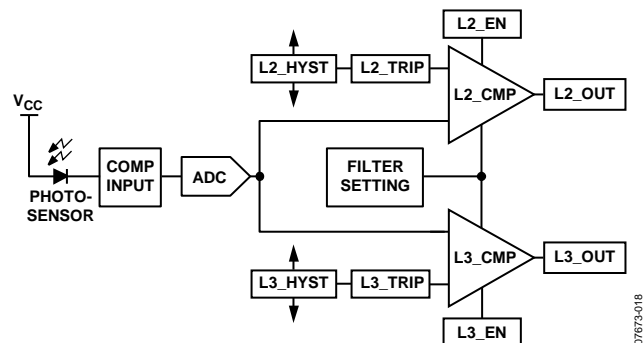 L2_EN
L2_HYST
L2_TRIP
L2_CMP
L2_OUT
VCC
PHOTO-
SENSOR
COMP
INPUT
ADC
FILTER
SETTING
L3_CMP
L3_OUT
L3_HYST
L3_TRIP
L3_EN
07673-018